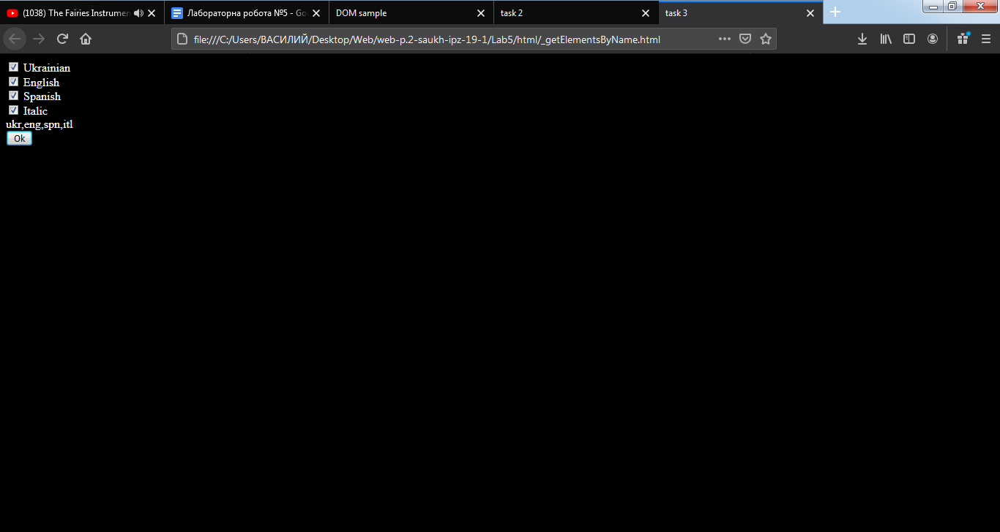 (1038) The Fairies Instrumen
Лабораторна робота №5 - Goo
DOM sample
task 2
task 3
file:///C:/Users/ВАСИЛИЙ/Desktop/Web/web-p.2-saukh-ipz-19-1/Lab5/html/_getElementsByName.html
Ukrainian
English
Spanish
Italic
ukr,eng,spn,itl
Ok